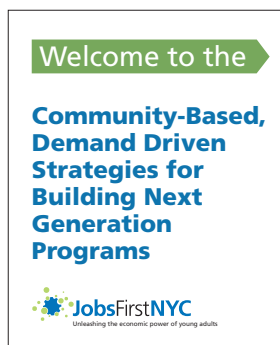 Welcome to the
Community-Based,
Demand Driven
Strategies for
Building Next
Generation
Programs
JobsFirstNYC
Unleashing the economic power of young adults